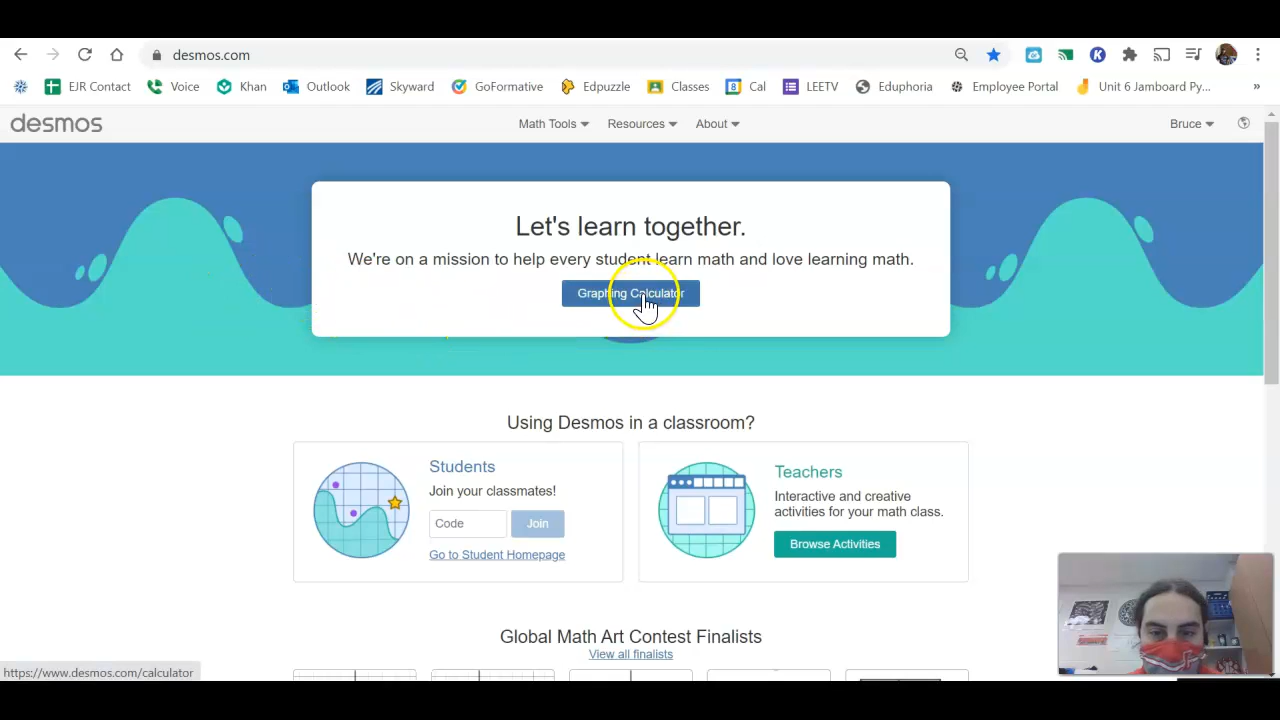 desmos.com
EJR Contact Voice Khan Outlook Skyward GoFormative Edpuzzle Classes 8 Cal LEETV Eduphoria Employee Portal Unit 6 Jamboard Py... »
desmos Math Tools Resources About Bruce
Let's learn together.
We're on a mission to help every student learn math and love learning math.
Graphing Calculator
Using Desmos in a classroom?
Students
Join your classmates!
Code Join
Go to Student Homepage
Teachers
Interactive and creative
activities for your math class.
Browse Activities
Global Math Art Contest Finalists
View all finalists
https://www.desmos.com/calculator